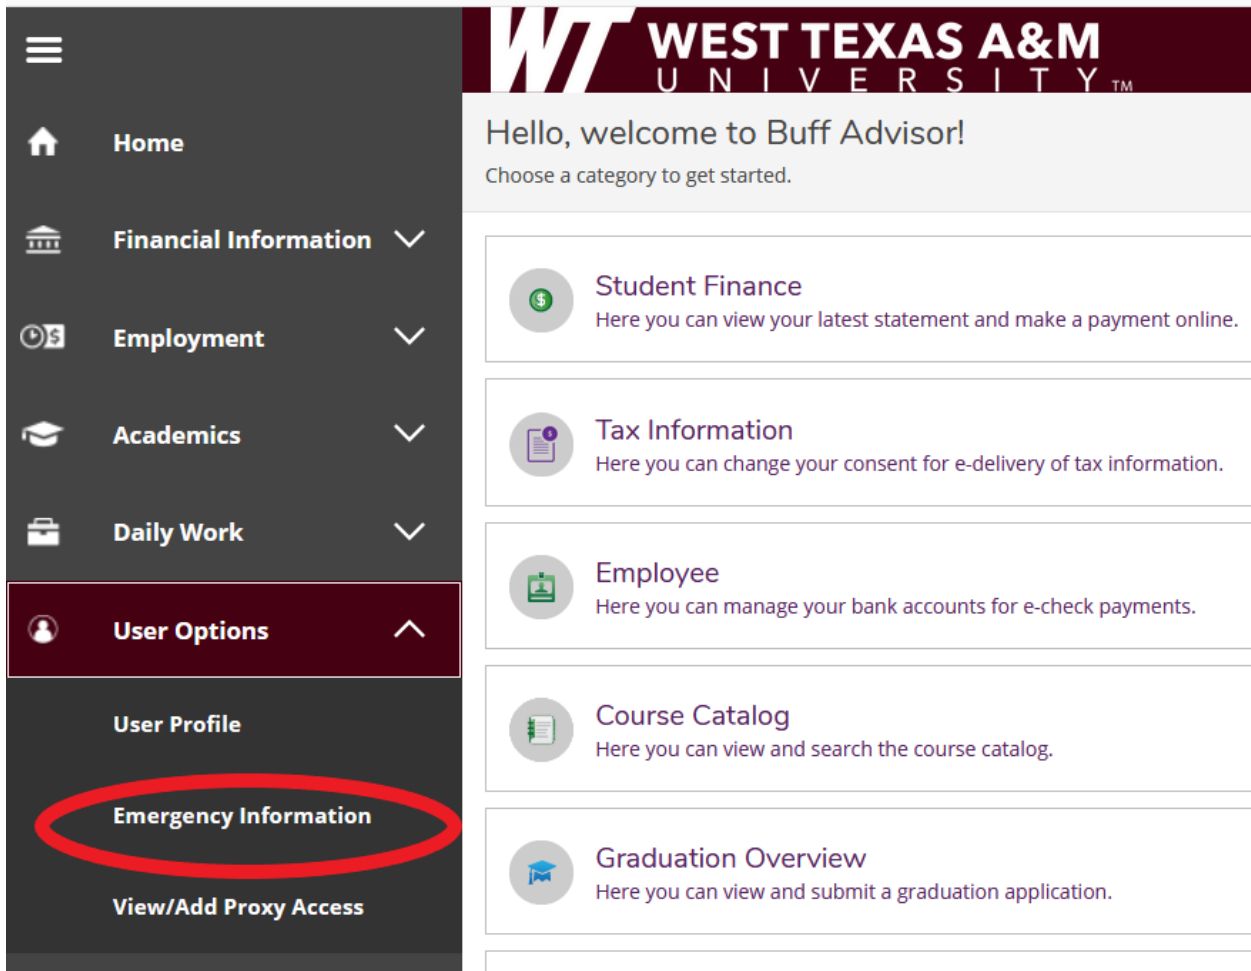 WT WEST TEXAS A&M
UNIVERSITY™
Home
Financial Information
Employment
Academics
Daily Work
User Options
User Profile
Emergency Information
View/Add Proxy Access
Hello, welcome to Buff Advisor!
Choose a category to get started.
Student Finance
Here you can view your latest statement and make a payment online.
Tax Information
Here you can change your consent for e-delivery of tax information.
Employee
Here you can manage your bank accounts for e-check payments.
Course Catalog
Here you can view and search the course catalog.
Graduation Overview
Here you can view and submit a graduation application.